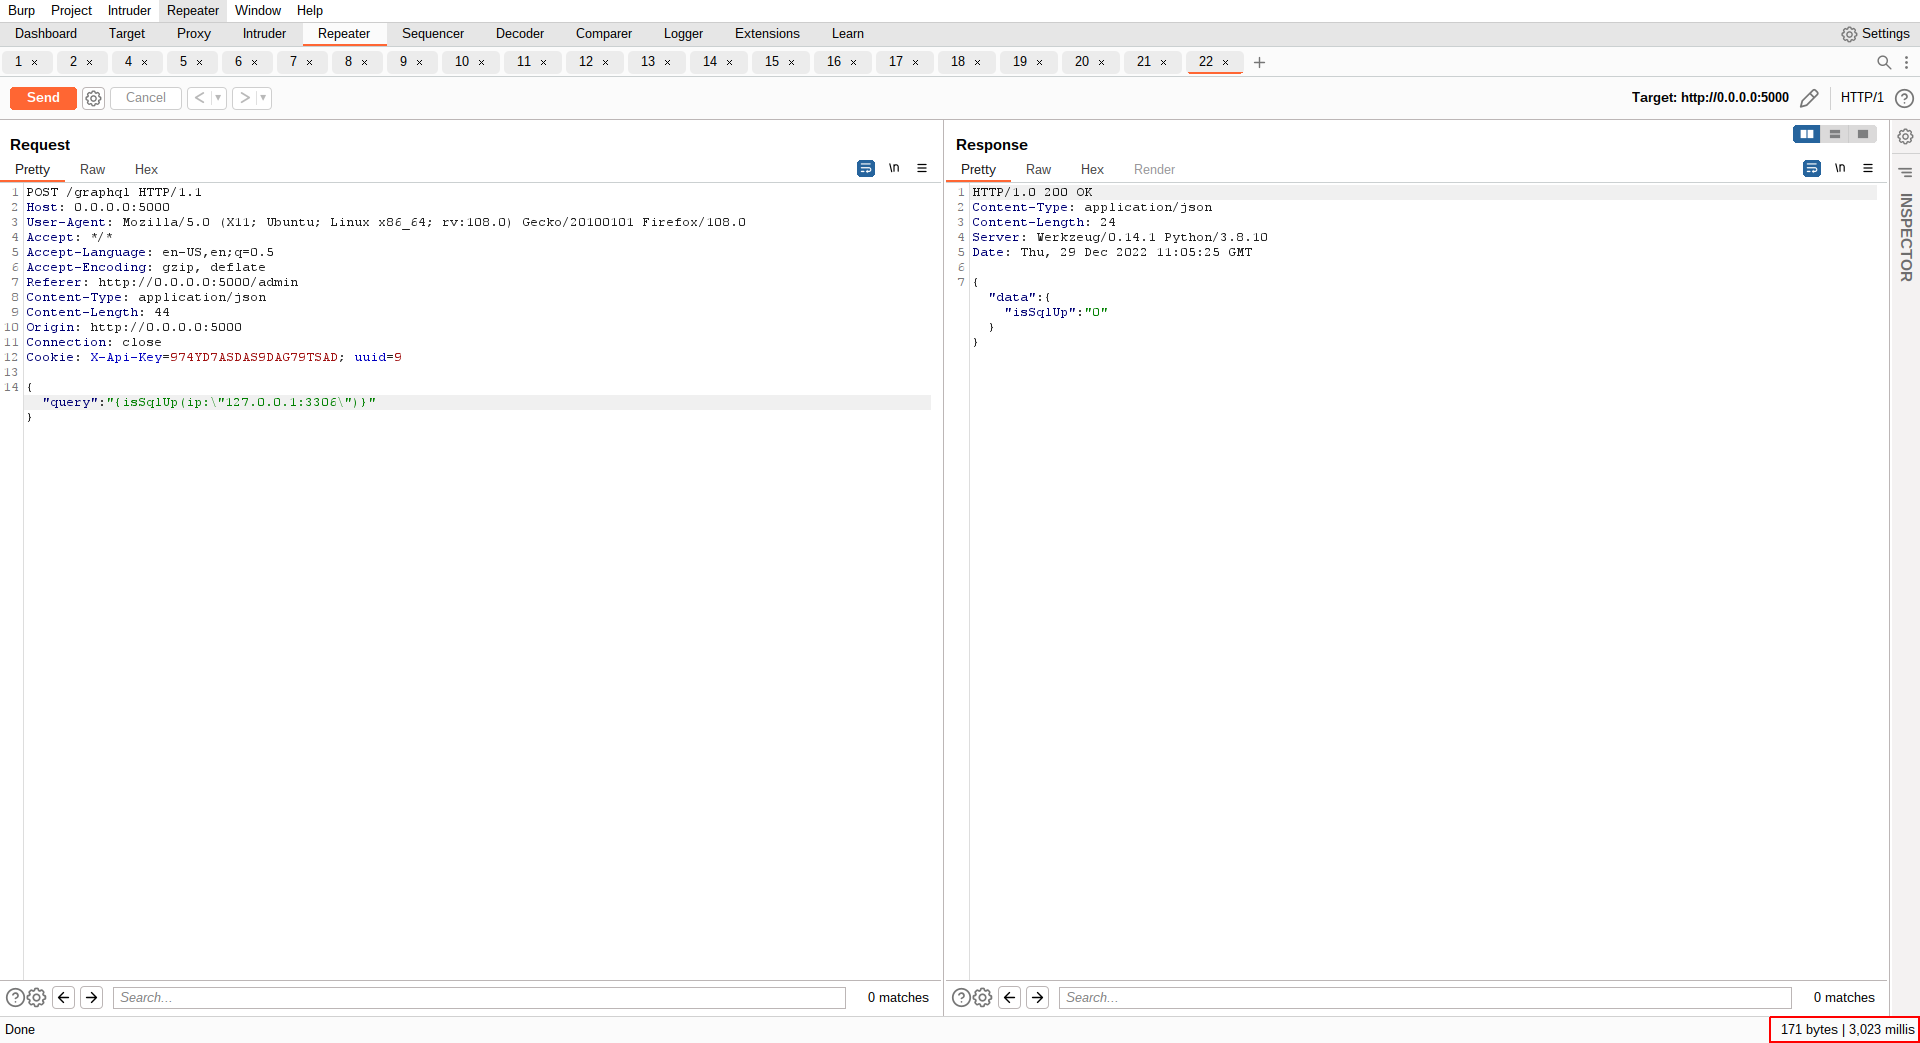 Burp Project Intruder Repeater Window Help
Dashboard Target Proxy Intruder Repeater Sequencer Decoder Comparer Logger Extensions Learn Settings
1 × 2 × 4 × 5 × 6 × 7 × 8 × 9 × 10 × 11 × 12 × 13 × 14 × 15 × 16 × 17 × 18 × 19 × 20 × 21 × 22 × +
Send Cancel < > Target: http://0.0.0.0:5000 HTTP/1 ?
Request
Pretty Raw Hex \n
1 POST /graphql HTTP/1.1
2 Host: 0.0.0.0:5000
3 User-Agent: Mozilla/5.0 (X11; Ubuntu; Linux x86_64; rv:108.0) Gecko/20100101 Firefox/108.0
4 Accept: */*
5 Accept-Language: en-US,en;q=0.5
6 Accept-Encoding: gzip, deflate
7 Referer: http://0.0.0.0:5000/admin
8 Content-Type: application/json
9 Content-Length: 44
10 Origin: http://0.0.0.0:5000
11 Connection: close
12 Cookie: X-Api-Key=974YD7ASDAS9DAG79TSAD; uuid=9
13
14 {
"query":"{isSqlUp(ip:\"127.0.0.1:3306\")}"
}
? Search... 0 matches
Response
Pretty Raw Hex Render \n
1 HTTP/1.0 200 OK
2 Content-Type: application/json
3 Content-Length: 24
4 Server: Werkzeug/0.14.1 Python/3.8.10
5 Date: Thu, 29 Dec 2022 11:05:25 GMT
6
7 {
"data":{
"isSqlUp":"0"
}
}
? Search... 0 matches
INSPECTOR
Done
171 bytes | 3,023 millis